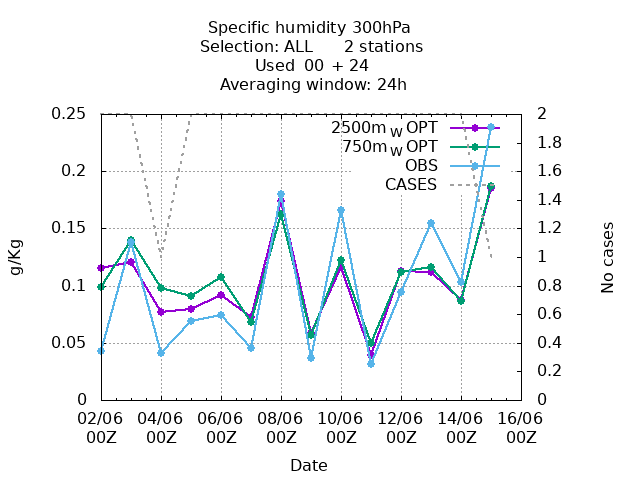 Specific humidity 300hPa
Selection: ALL 2 stations
Used 00 + 24
Averaging window: 24h
0.25
0.2
0.15
0.1
0.05
0
g/Kg
2500m W OPT
750m W OPT
OBS
CASES
2
1.8
1.6
1.4
1.2
1
0.8
0.6
0.4
0.2
0
No cases
02/06 04/06 06/06 08/06 10/06 12/06 14/06 16/06
00Z 00Z 00Z 00Z 00Z 00Z 00Z 00Z
Date